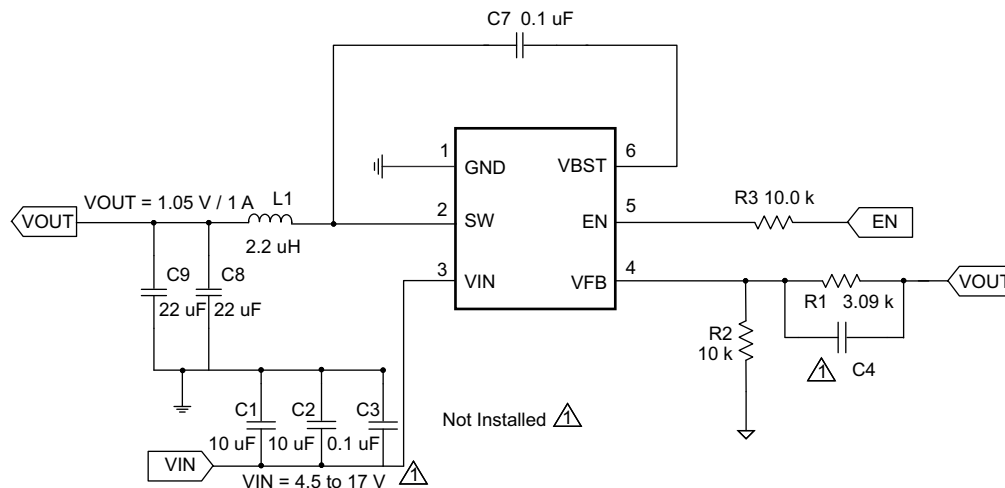 C7 0.1 uF
1 GND VBST 6
VOUT VOUT = 1.05 V / 1 A L1 2 SW EN 5 R3 10.0 k EN
2.2 uH
3 VIN VFB 4 VOUT
C9 C8
22 uF 22 uF
R1 3.09 k
R2
10 k
1 C4
C1 C2 C3
10 uF 10 uF 0.1 uF
Not Installed 1
VIN
VIN = 4.5 to 17 V 1